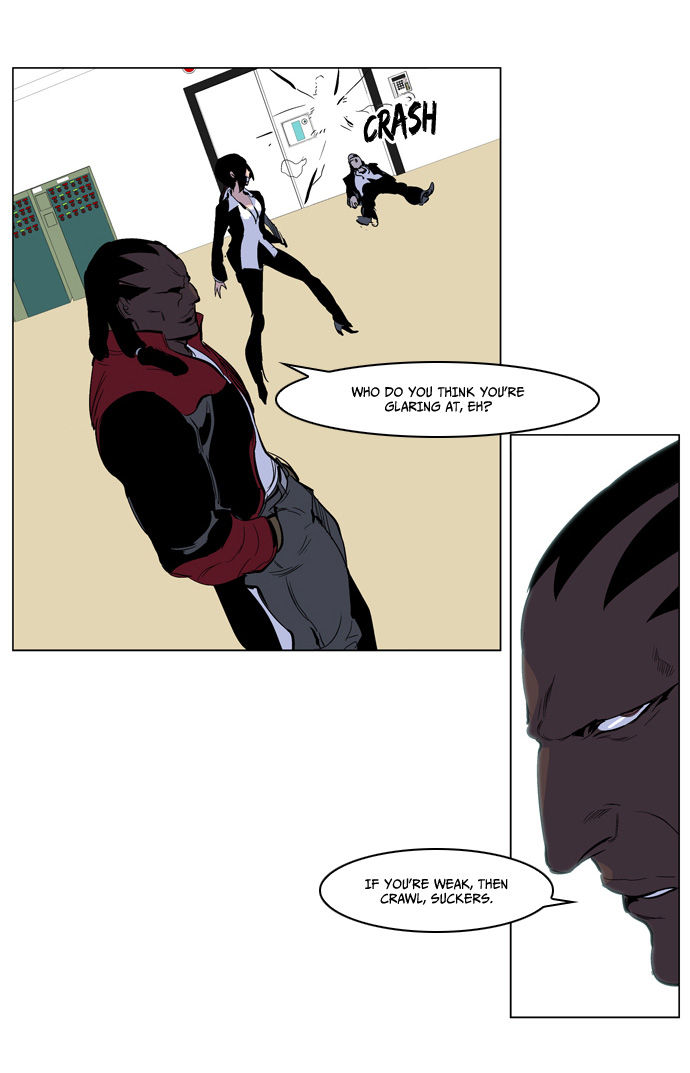 CRASH
WHO DO YOU THINK YOU'RE
GLARING AT, EH?
IF YOU'RE WEAK, THEN
CRAWL, SUCKERS.